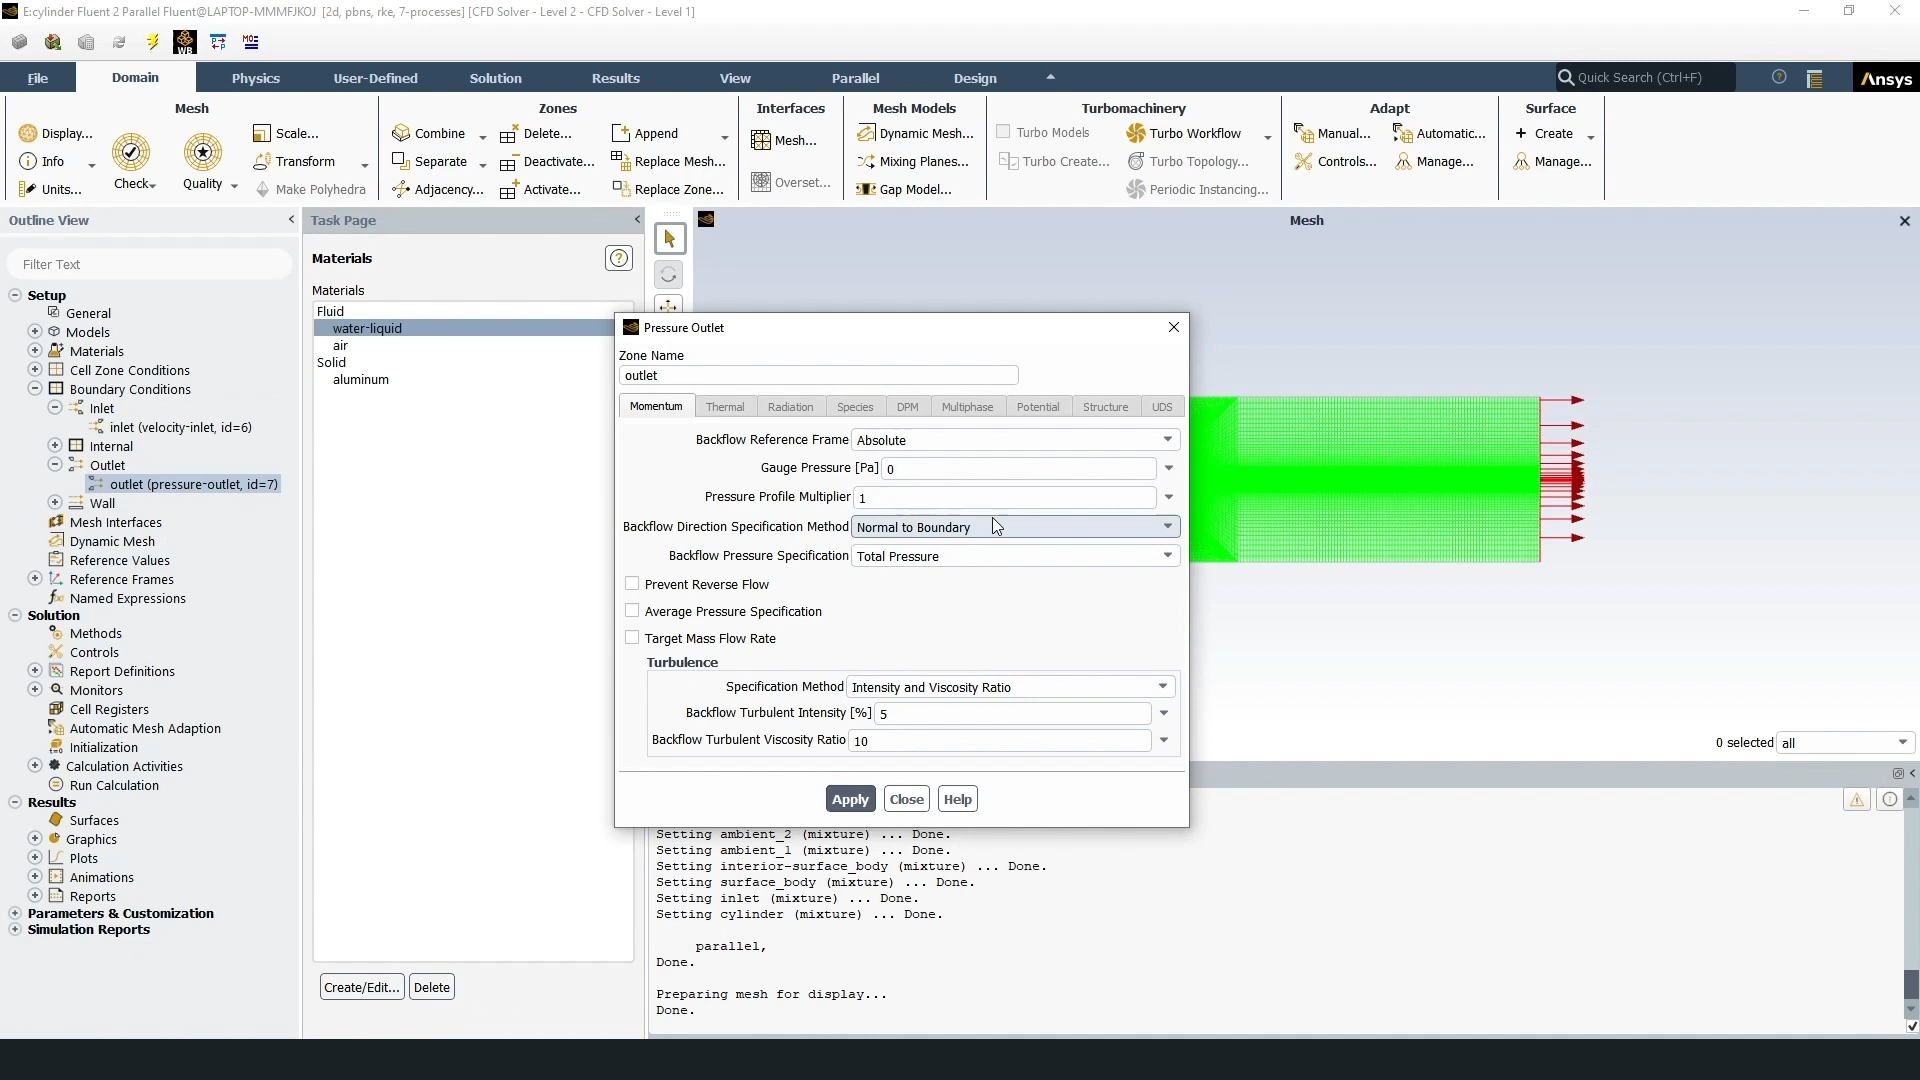 E:cylinder Fluent 2 Parallel Fluent@LAPTOP-MMMFJKOJ [2d, pbns, rke, 7-processes] [CFD Solver - Level 2 - CFD Solver - Level 1]
WB
File Domain Physics User-Defined Solution Results View Parallel Design Quick Search (Ctrl+F) Ansys
Mesh Zones Interfaces Mesh Models Turbomachinery Adapt Surface
Display... Scale... Combine Delete... Append Mesh... Dynamic Mesh... Turbo Models Turbo Workflow Manual... Automatic... Create
Info Transform Separate Deactivate... Replace Mesh... Mixing Planes... Turbo Create... Turbo Topology... Controls... Manage... Manage...
Units... Check Quality Make Polyhedra Adjacency... Activate... Replace Zone... Overset... Gap Model... Periodic Instancing...
Outline View
Filter Text
Setup
General
Models
Materials
Cell Zone Conditions
Boundary Conditions
Inlet
inlet (velocity-inlet, id=6)
Internal
Outlet
outlet (pressure-outlet, id=7)
Wall
Mesh Interfaces
Dynamic Mesh
Reference Values
Reference Frames
Named Expressions
Solution
Methods
Controls
Report Definitions
Monitors
Cell Registers
Automatic Mesh Adaption
Initialization
Calculation Activities
Run Calculation
Results
Surfaces
Graphics
Plots
Animations
Reports
Parameters & Customization
Simulation Reports
Task Page
Materials
Materials
Fluid
water-liquid
air
Solid
aluminum
Create/Edit... Delete
Mesh
Pressure Outlet
Zone Name
outlet
Momentum Thermal Radiation Species DPM Multiphase Potential Structure UDS
Backflow Reference Frame Absolute
Gauge Pressure [Pa] 0
Pressure Profile Multiplier 1
Backflow Direction Specification Method Normal to Boundary
Backflow Pressure Specification Total Pressure
Prevent Reverse Flow
Average Pressure Specification
Target Mass Flow Rate
Turbulence
Specification Method Intensity and Viscosity Ratio
Backflow Turbulent Intensity [%] 5
Backflow Turbulent Viscosity Ratio 10
Apply Close Help
0 selected all
Setting ambient_2 (mixture) ... Done.
Setting ambient_1 (mixture) ... Done.
Setting interior-surface_body (mixture) ... Done.
Setting surface_body (mixture) ... Done.
Setting inlet (mixture) ... Done.
Setting cylinder (mixture) ... Done.
parallel,
Done.
Preparing mesh for display...
Done.